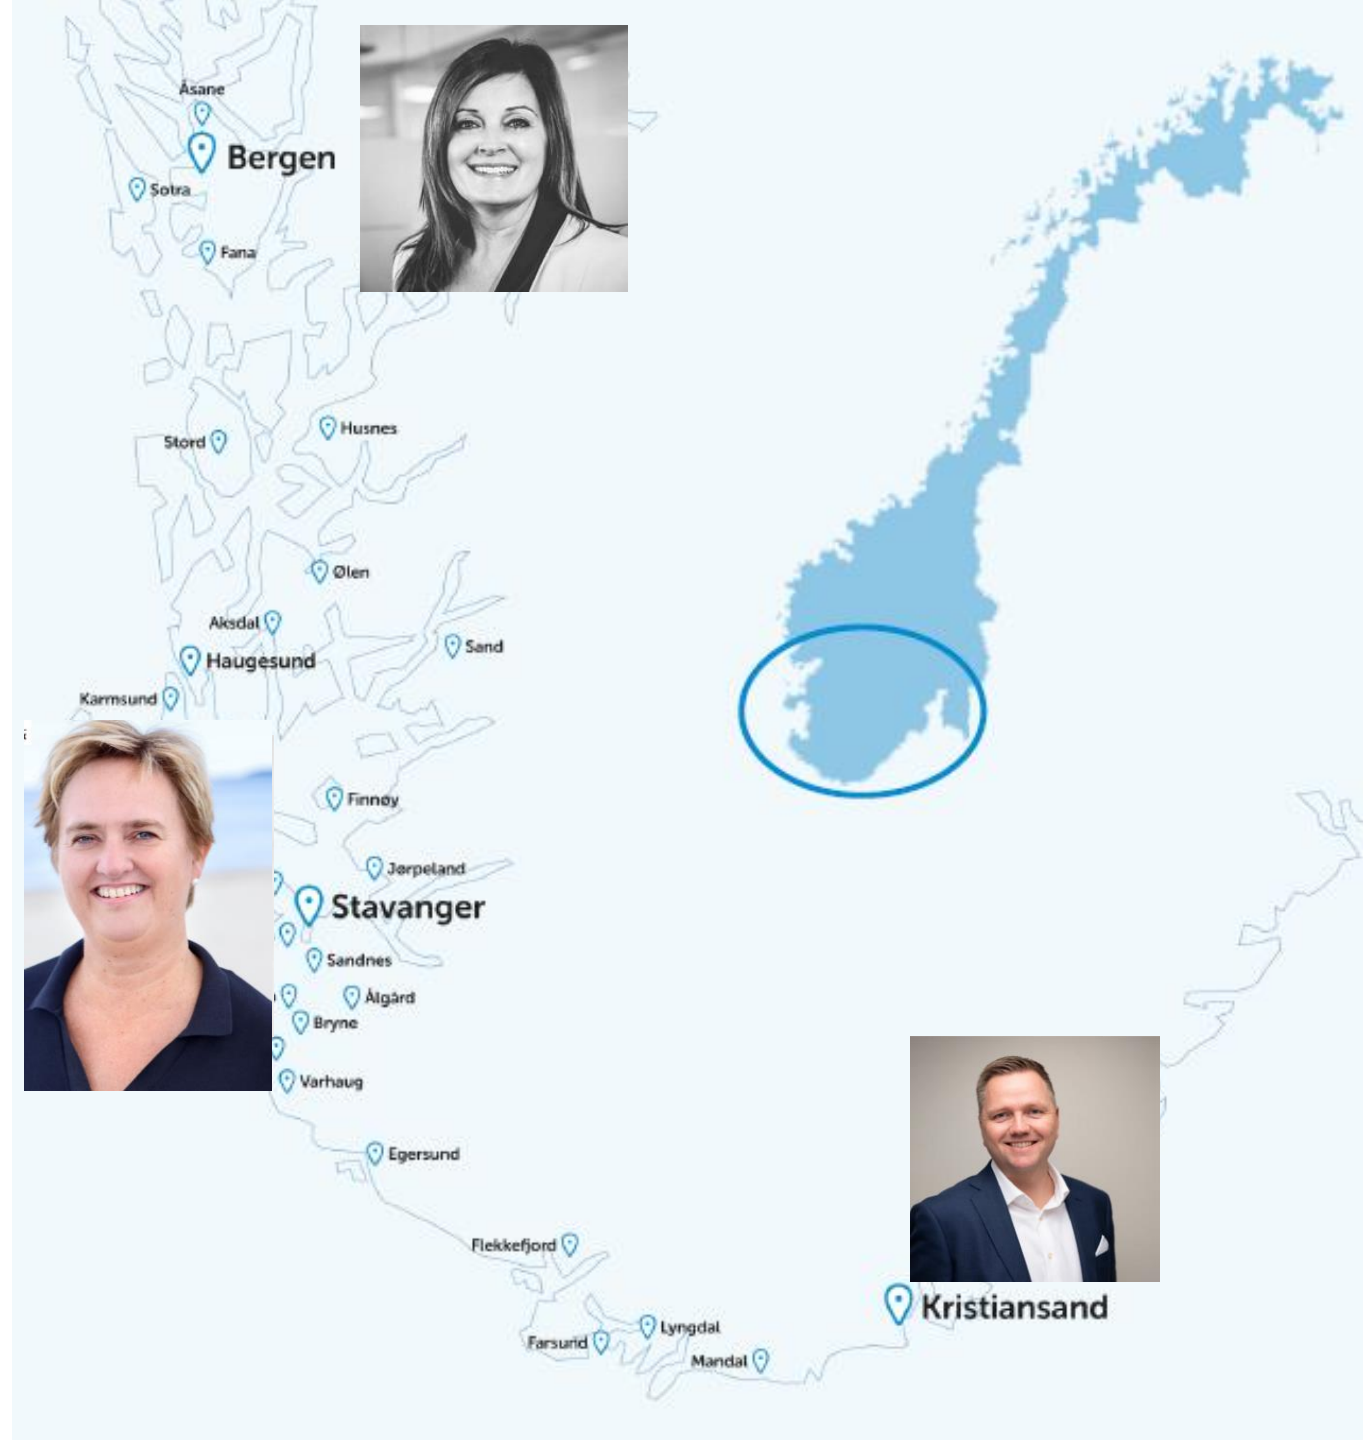 Åsane
Bergen
Sotra
Fana
Husnes
Stord
Ølen
Aksdal
Sand
Haugesund
Karmsund
Finnøy
Jørpeland
Stavanger
Sandnes
Ålgård
Bryne
Varhaug
Egersund
Flekkefjord
Kristiansand
Lyngdal
Farsund
Mandal